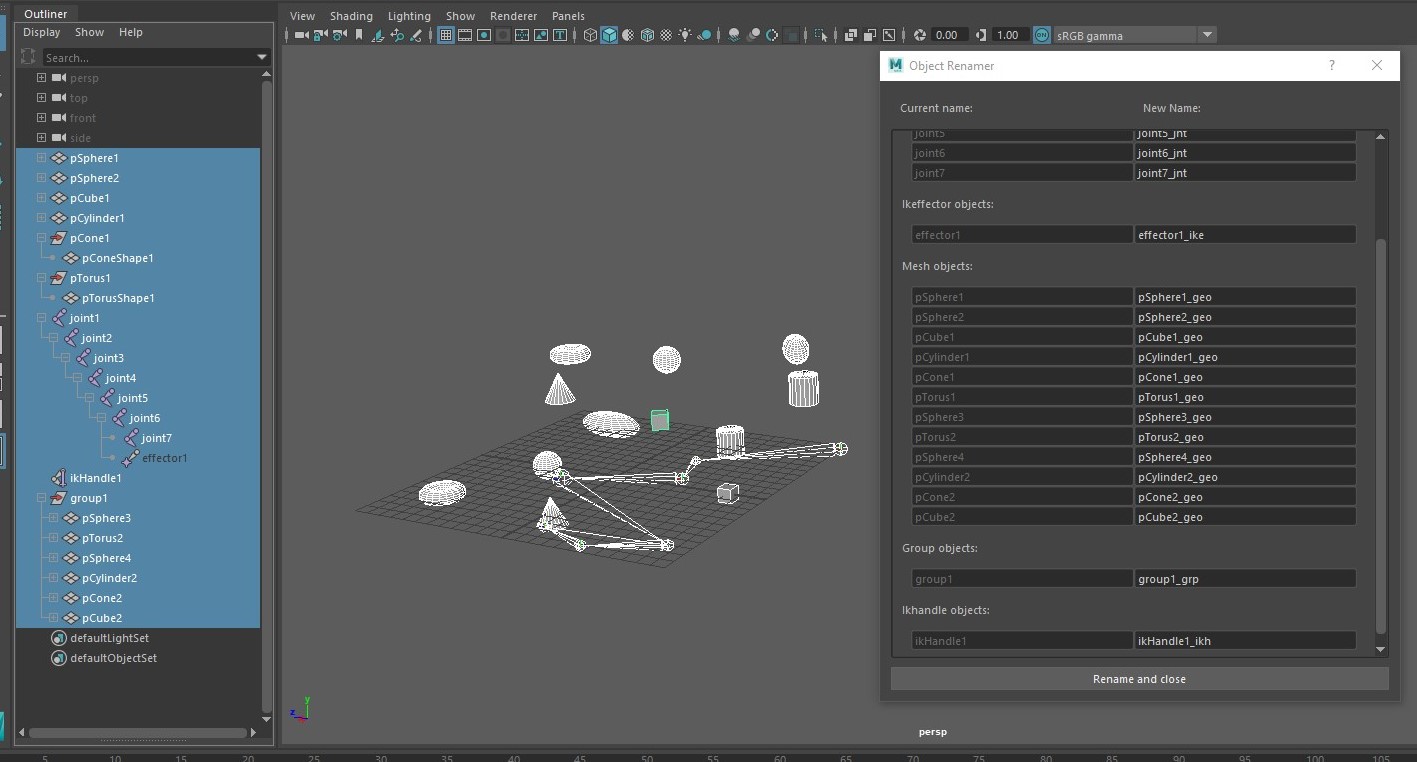 Outliner
Display Show Help
Search...
persp
top
front
side
pSphere1
pSphere2
pCube1
pCylinder1
pCone1
pConeShape1
pTorus1
pTorusShape1
joint1
joint2
joint3
joint4
joint5
joint6
joint7
effector1
ikHandle1
group1
pSphere3
pTorus2
pSphere4
pCylinder2
pCone2
pCube2
defaultLightSet
defaultObjectSet
View Shading Lighting Show Renderer Panels
0.00 1.00 ON sRGB gamma
y
z
persp
5 10 15 20 25 30 35 40 45 50 55 60 65 70 75 80 85 90 95 100 105
M Object Renamer ? ×
Current name: New Name:
joint5 joint5_jnt
joint6 joint6_jnt
joint7 joint7_jnt
Ikeffector objects:
effector1 effector1_ike
Mesh objects:
pSphere1 pSphere1_geo
pSphere2 pSphere2_geo
pCube1 pCube1_geo
pCylinder1 pCylinder1_geo
pCone1 pCone1_geo
pTorus1 pTorus1_geo
pSphere3 pSphere3_geo
pTorus2 pTorus2_geo
pSphere4 pSphere4_geo
pCylinder2 pCylinder2_geo
pCone2 pCone2_geo
pCube2 pCube2_geo
Group objects:
group1 group1_grp
Ikhandle objects:
ikHandle1 ikHandle1_ikh
Rename and close